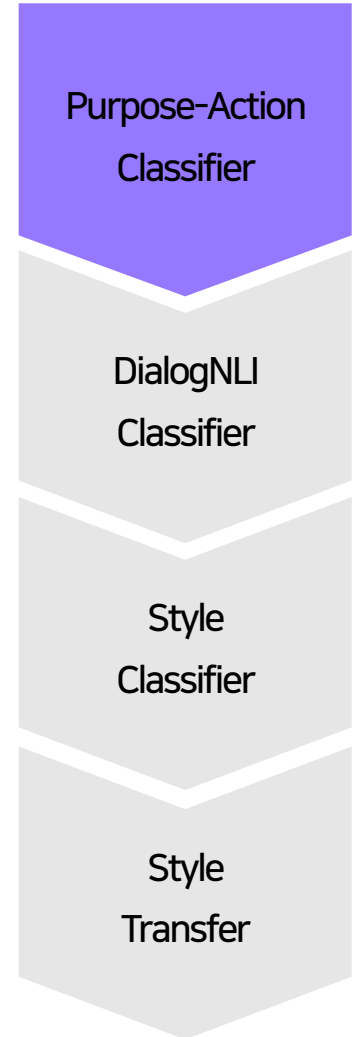 Purpose-Action
Classifier
DialogNLI
Classifier
Style
Classifier
Style
Transfer